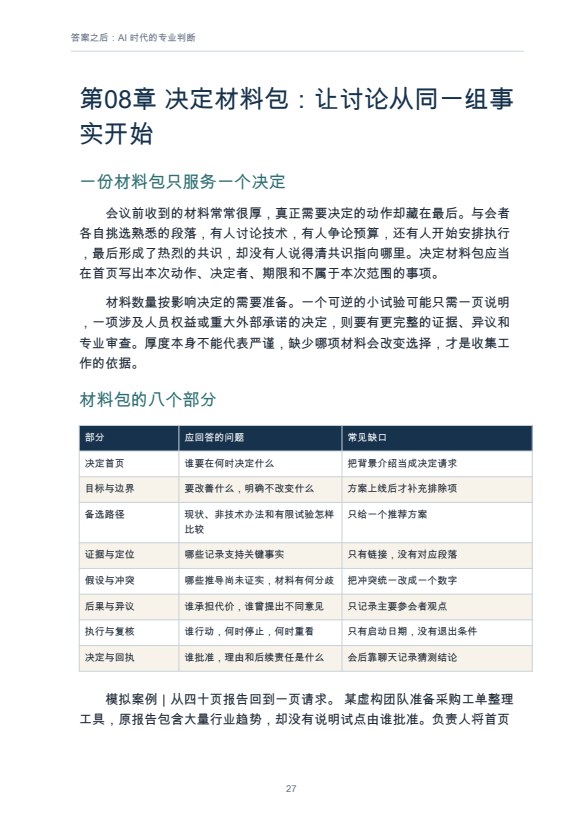 答案之后：AI 时代的专业判断
第08章 决定材料包：让讨论从同一组事
实开始
一份材料包只服务一个决定
会议前收到的材料常常很厚，真正需要决定的动作却藏在最后。与会者
各自挑选熟悉的段落，有人讨论技术，有人争论预算，还有人开始安排执行
，最后形成了热烈的共识，却没有人说得清共识指向哪里。决定材料包应当
在首页写出本次动作、决定者、期限和不属于本次范围的事项。
材料数量按影响决定的需要准备。一个可逆的小试验可能只需一页说明
，一项涉及人员权益或重大外部承诺的决定，则要有更完整的证据、异议和
专业审查。厚度本身不能代表严谨，缺少哪项材料会改变选择，才是收集工
作的依据。
材料包的八个部分
部分 应回答的问题 常见缺口
决定首页 谁要在何时决定什么 把背景介绍当成决定请求
目标与边界 要改善什么，明确不改变什么 方案上线后才补充排除项
备选路径 现状、非技术办法和有限试验怎样 只给一个推荐方案
比较
证据与定位 哪些记录支持关键事实 只有链接，没有对应段落
假设与冲突 哪些推导尚未证实，材料有何分歧 把冲突统一改成一个数字
后果与异议 谁承担代价，谁曾提出不同意见 只记录主要参会者观点
执行与复核 谁行动，何时停止，何时重看 只有启动日期，没有退出条件
决定与回执 谁批准，理由和后续责任是什么 会后靠聊天记录猜测结论
模拟案例｜从四十页报告回到一页请求。 某虚构团队准备采购工单整理
工具，原报告包含大量行业趋势，却没有说明试点由谁批准。负责人将首页
27